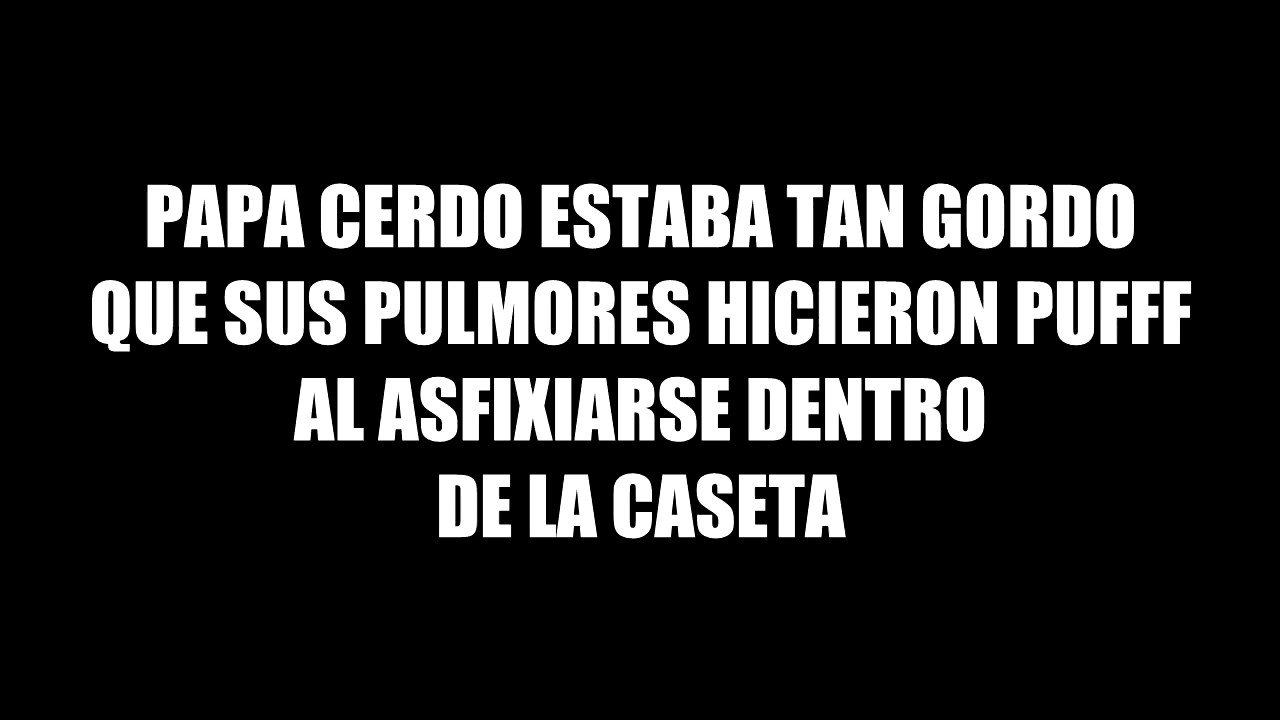 PAPA CERDO ESTABA TAN GORDO
QUE SUS PULMORES HICIERON PUFFF
AL ASFIXIARSE DENTRO
DE LA CASETA